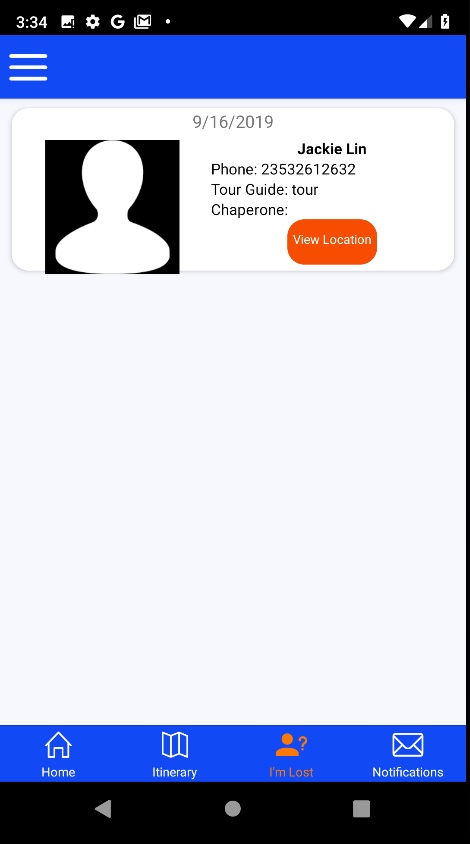 3:34
9/16/2019
Jackie Lin
Phone: 23532612632
Tour Guide: tour
Chaperone:
View Location
Home
Itinerary
I'm Lost
Notifications